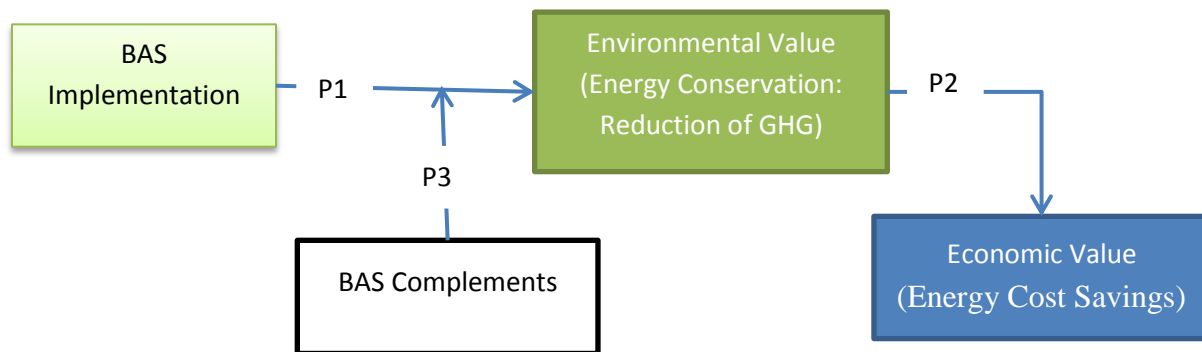 BAS
Implementation
P1
Environmental Value
(Energy Conservation:
Reduction of GHG)
P2
P3
BAS Complements
Economic Value
(Energy Cost Savings)